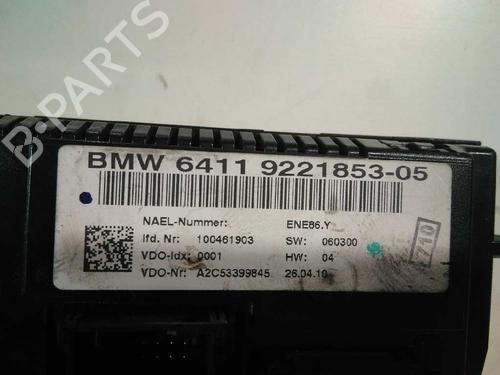 B-PARTS
BMW 6411 9221853-05
NAEL-Nummer: ENE86.Y
lfd. Nr: 100461903 SW: 060300
VDO-Idx: 0001 HW: 04
VDO-Nr: A2C53399845 26.04.10